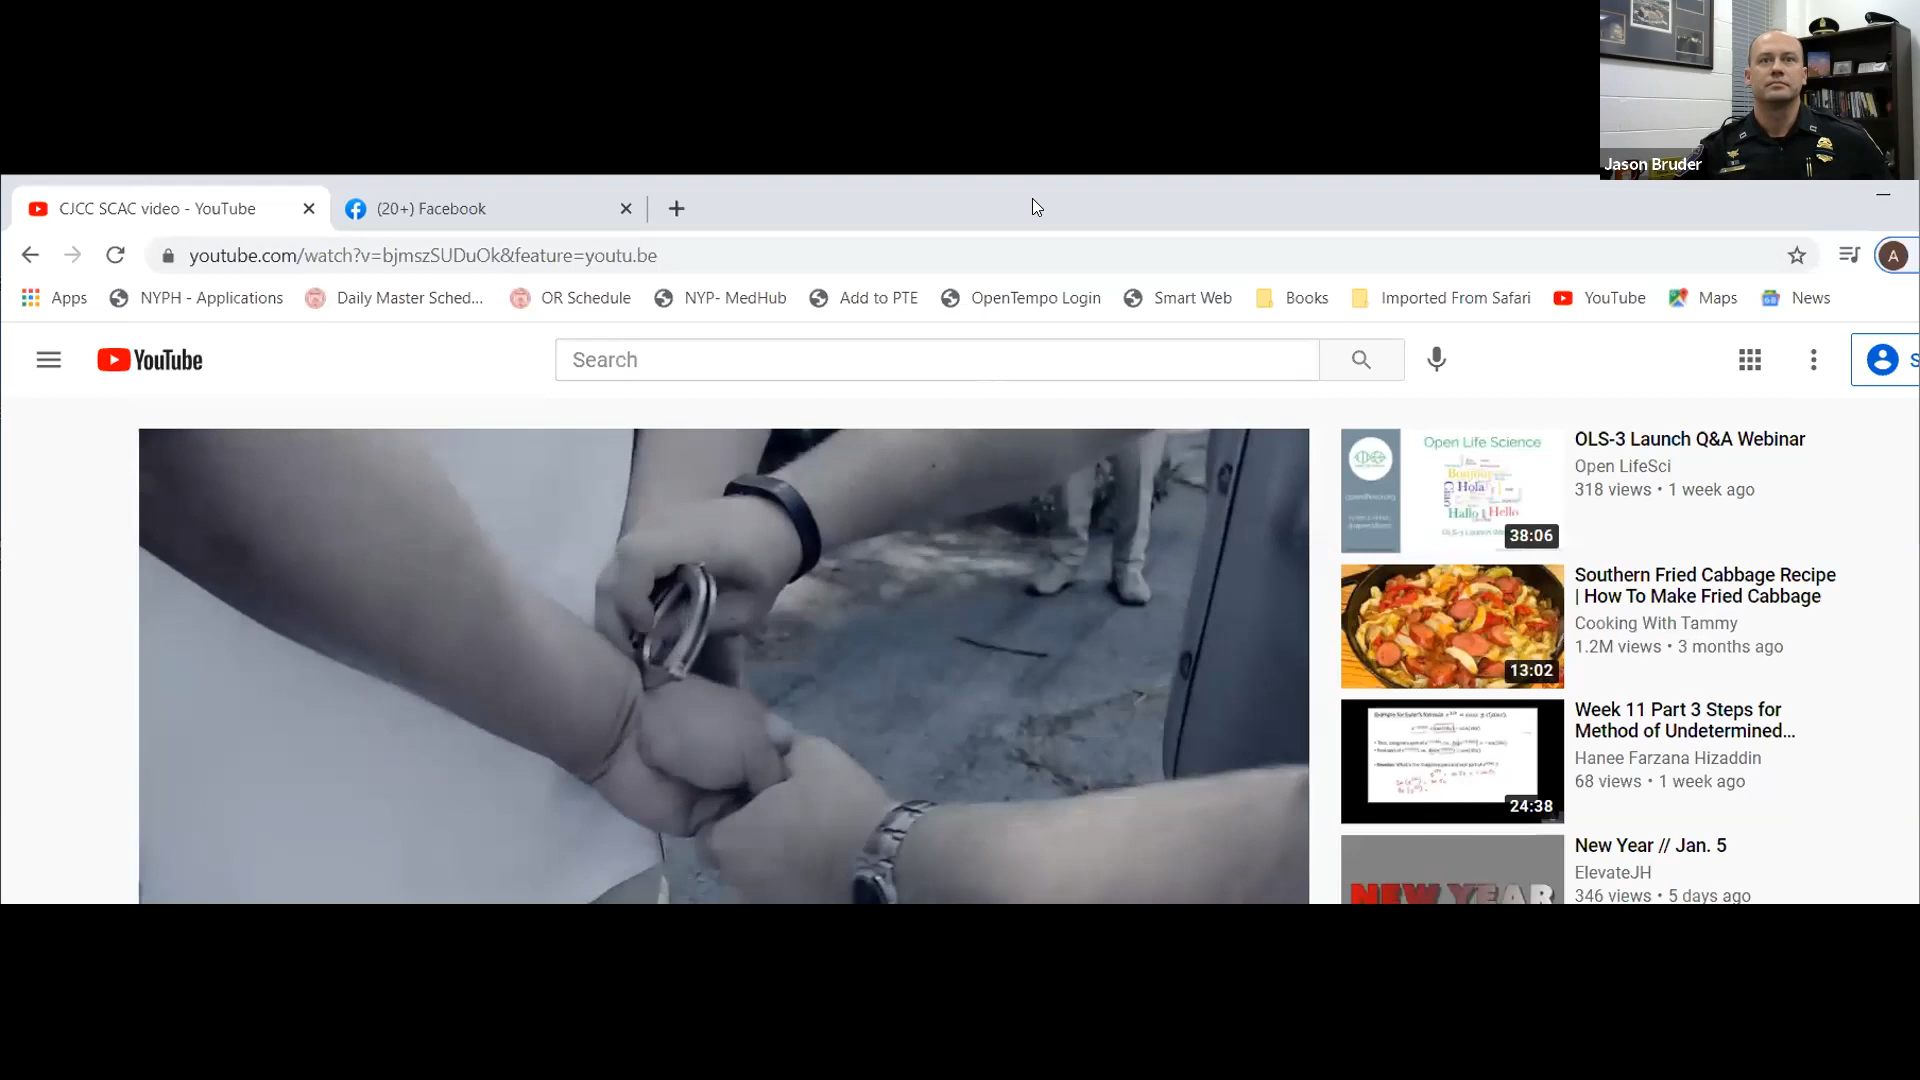 Jason Bruder
CJCC SCAC video - YouTube
(20+) Facebook
youtube.com/watch?v=bjmszSUDuOk&feature=youtu.be
A
Apps
NYPH - Applications
Daily Master Sched...
OR Schedule
NYP- MedHub
Add to PTE
OpenTempo Login
Smart Web
Books
Imported From Safari
YouTube
Maps
News
YouTube
Search
S
Open Life Science
Bonjour
Hola
Ciao
Hallo Hello
38:06
OLS-3 Launch Q&A Webinar
Open LifeSci
318 views • 1 week ago
13:02
Southern Fried Cabbage Recipe
| How To Make Fried Cabbage
Cooking With Tammy
1.2M views • 3 months ago
24:38
Week 11 Part 3 Steps for
Method of Undetermined...
Hanee Farzana Hizaddin
68 views • 1 week ago
NEW YEAR
New Year // Jan. 5
ElevateJH
346 views • 5 days ago